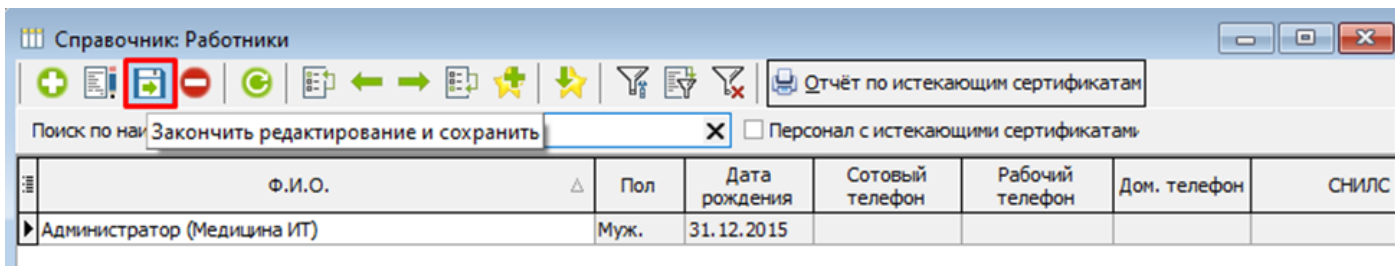 Справочник: Работники
Отчёт по истекающим сертификатам
Поиск по наи
Закончить редактирование и сохранить
Персонал с истекающими сертификатами
Ф.И.О. Пол Дата рождения Сотовый телефон Рабочий телефон Дом. телефон СНИЛС
Администратор (Медицина ИТ) Муж. 31.12.2015